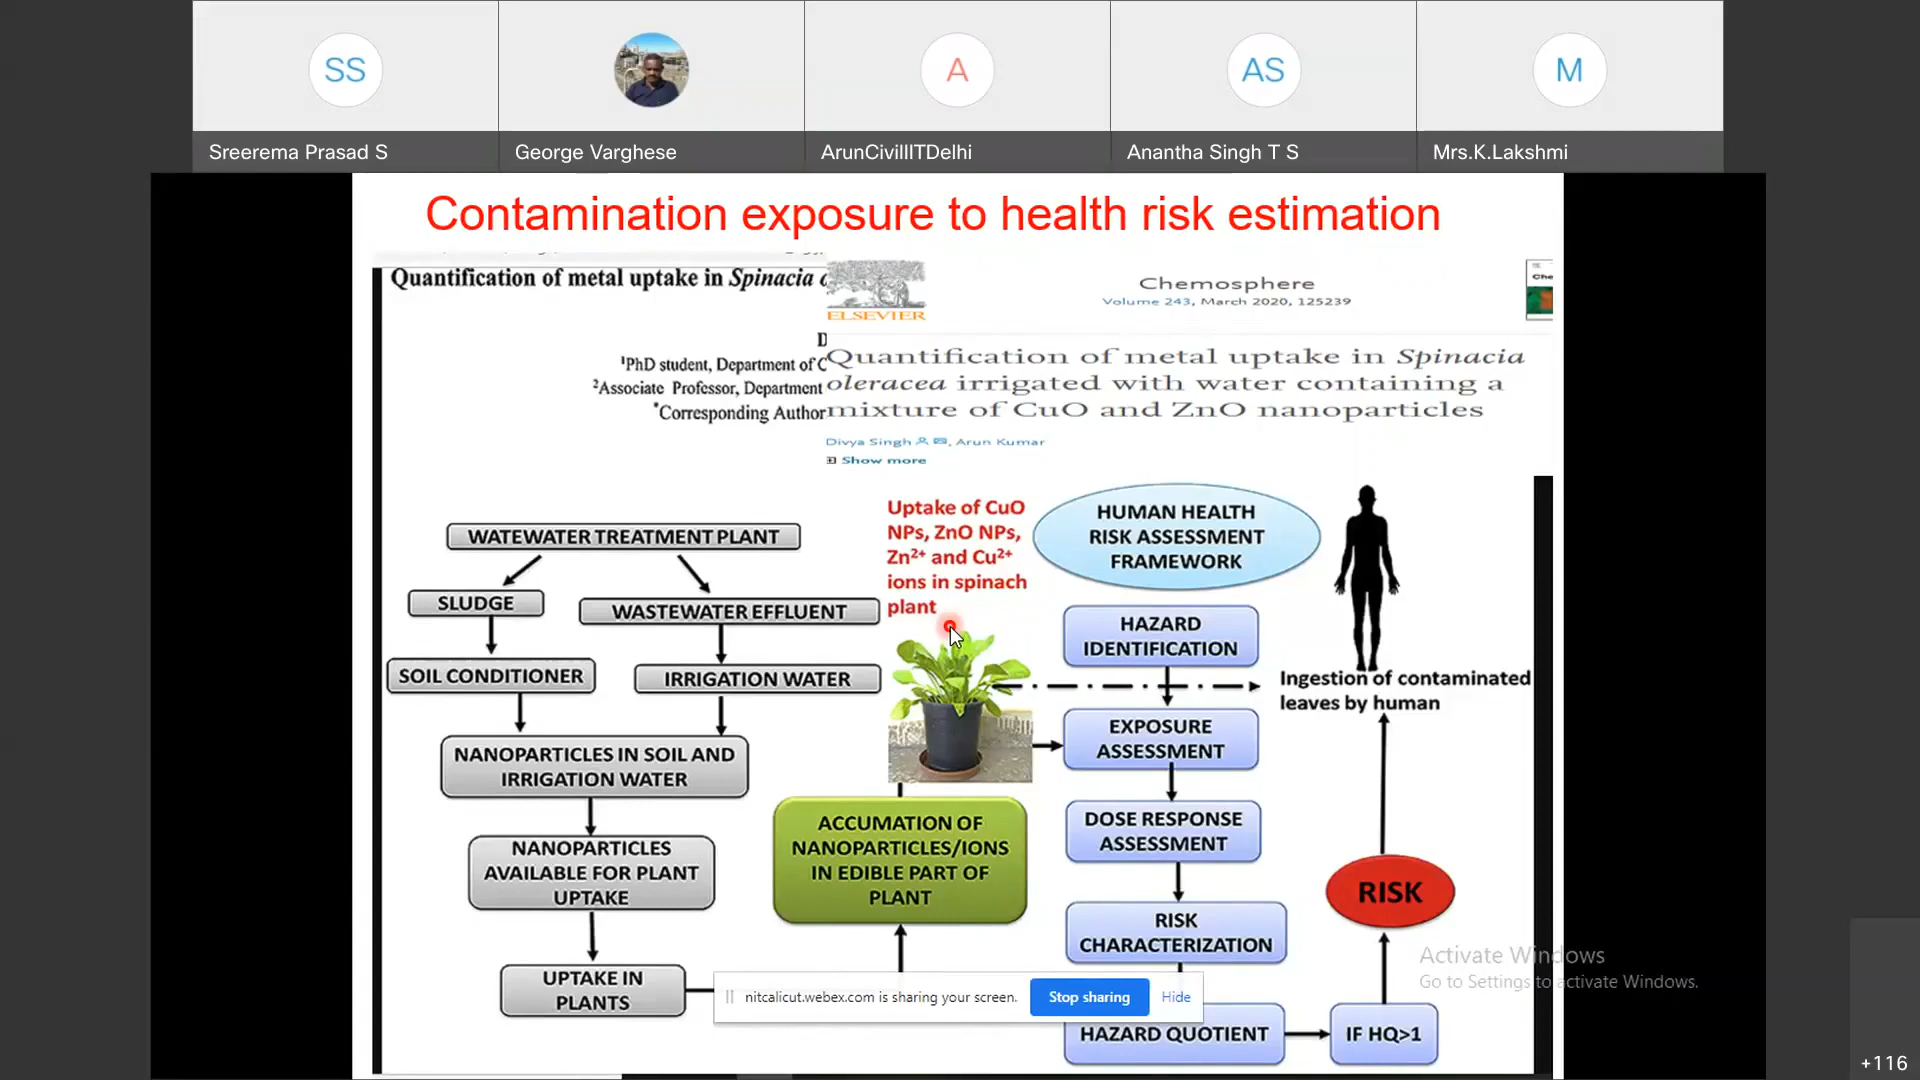 SS
A
AS
M
Sreerema Prasad S
George Varghese
ArunCivilIITDelhi
Anantha Singh T S
Mrs.K.Lakshmi
Contamination exposure to health risk estimation
Quantification of metal uptake in Spinacia
ELSEVIER
Chemosphere
Volume 243, March 2020, 125239
¹PhD student, Department of C
²Associate Professor, Department
*Corresponding Author
Quantification of metal uptake in Spinacia
oleracea irrigated with water containing a
mixture of CuO and ZnO nanoparticles
Divya Singh, Arun Kumar
Show more
WATEWATER TREATMENT PLANT
SLUDGE
WASTEWATER EFFLUENT
SOIL CONDITIONER
IRRIGATION WATER
NANOPARTICLES IN SOIL AND
IRRIGATION WATER
NANOPARTICLES
AVAILABLE FOR PLANT
UPTAKE
UPTAKE IN
PLANTS
Uptake of CuO
NPs, ZnO NPs,
Zn²⁺ and Cu²⁺
ions in spinach
plant
ACCUMATION OF
NANOPARTICLES/IONS
IN EDIBLE PART OF
PLANT
HUMAN HEALTH
RISK ASSESSMENT
FRAMEWORK
HAZARD
IDENTIFICATION
EXPOSURE
ASSESSMENT
DOSE RESPONSE
ASSESSMENT
RISK
CHARACTERIZATION
HAZARD QUOTIENT
IF HQ>1
RISK
Ingestion of contaminated
leaves by human
nitcalicut.webex.com is sharing your screen.
Stop sharing
Hide
Activate Windows
Go to Settings to activate Windows.
+116